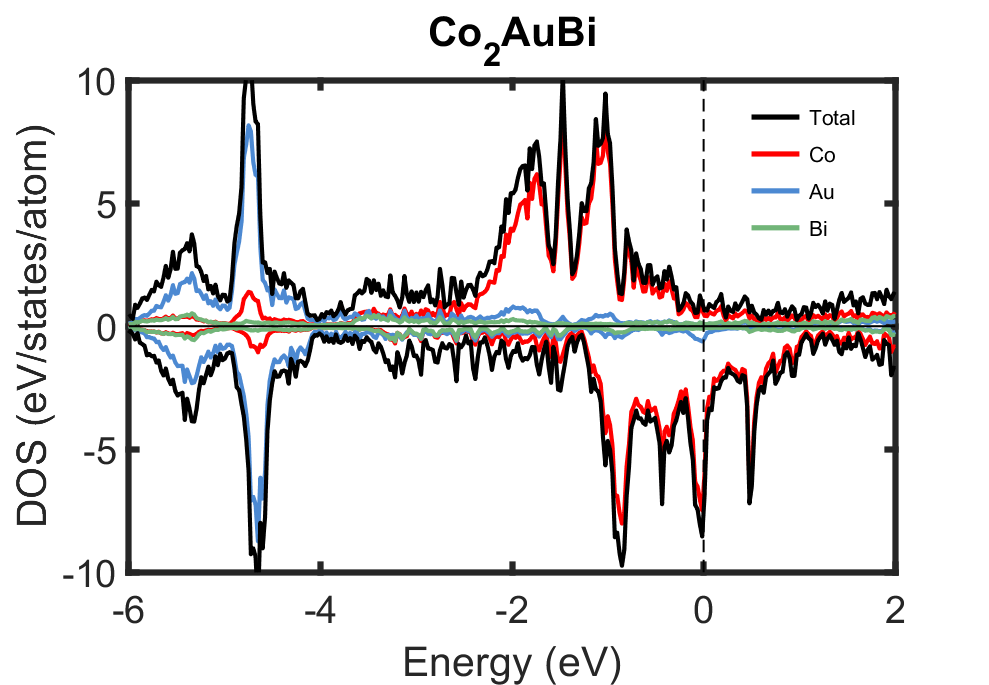 Co2AuBi
10
5
0
-5
-10
DOS (eV/states/atom)
Total
Co
Au
Bi
-6 -4 -2 0 2
Energy (eV)